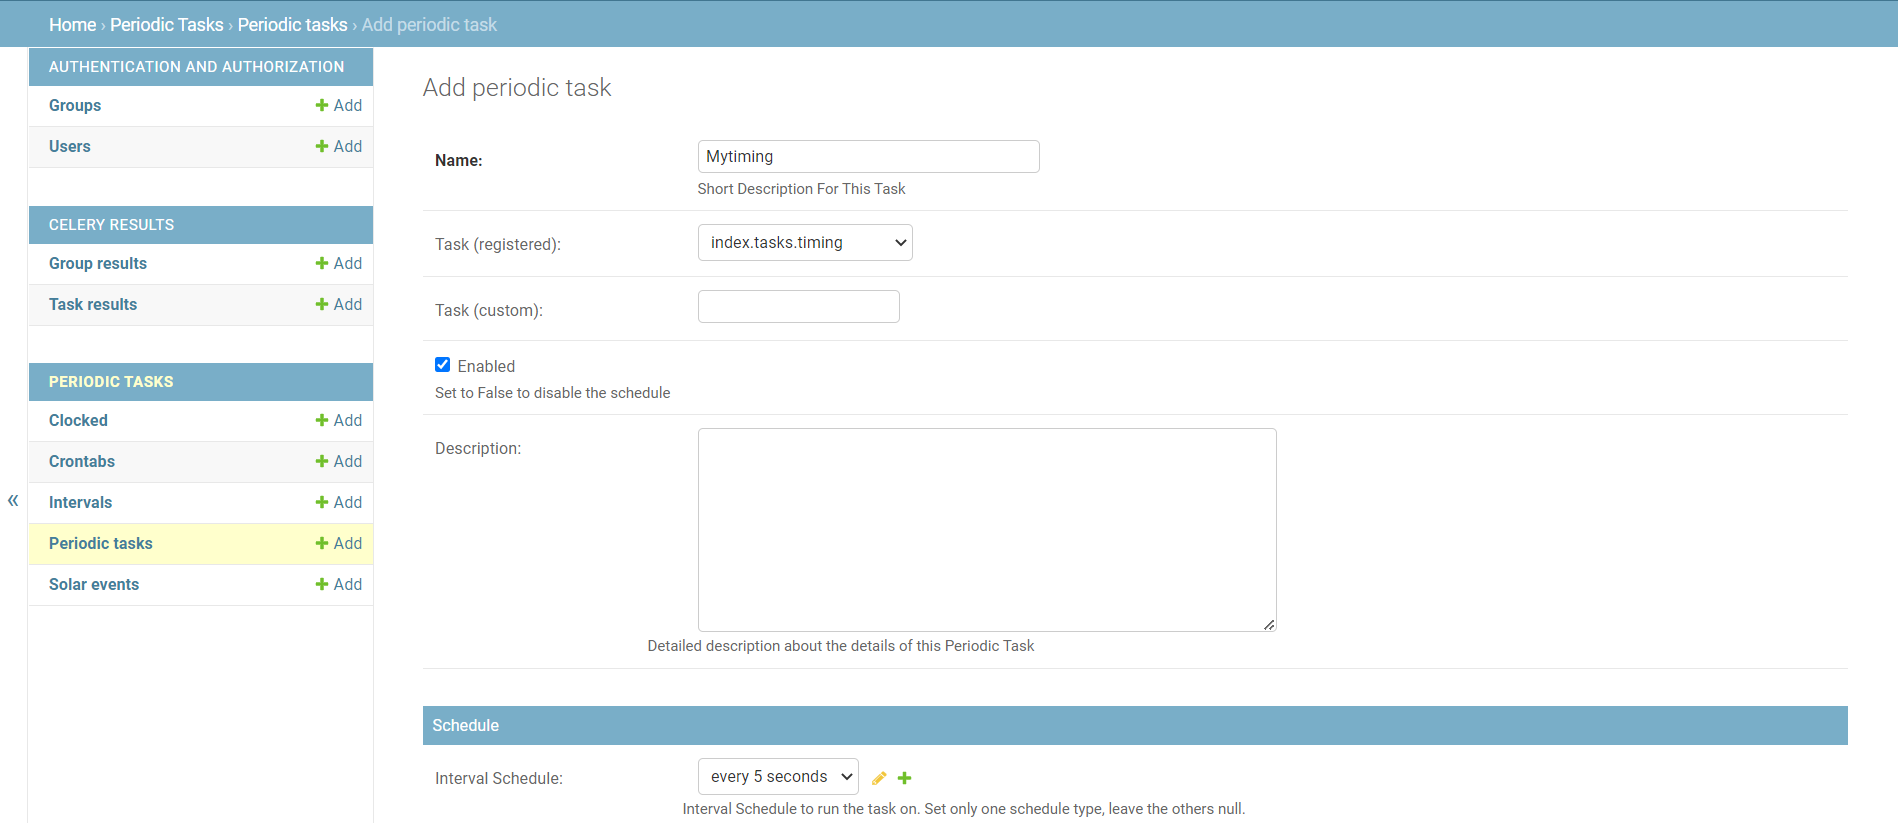 Home › Periodic Tasks › Periodic tasks › Add periodic task
AUTHENTICATION AND AUTHORIZATION
Groups Add
Users Add
CELERY RESULTS
Group results Add
Task results Add
PERIODIC TASKS
Clocked Add
Crontabs Add
Intervals Add
Periodic tasks Add
Solar events Add
«
Add periodic task
Name: Mytiming
Short Description For This Task
Task (registered): index.tasks.timing
Task (custom):
Enabled
Set to False to disable the schedule
Description:
Detailed description about the details of this Periodic Task
Schedule
Interval Schedule: every 5 seconds
Interval Schedule to run the task on. Set only one schedule type, leave the others null.